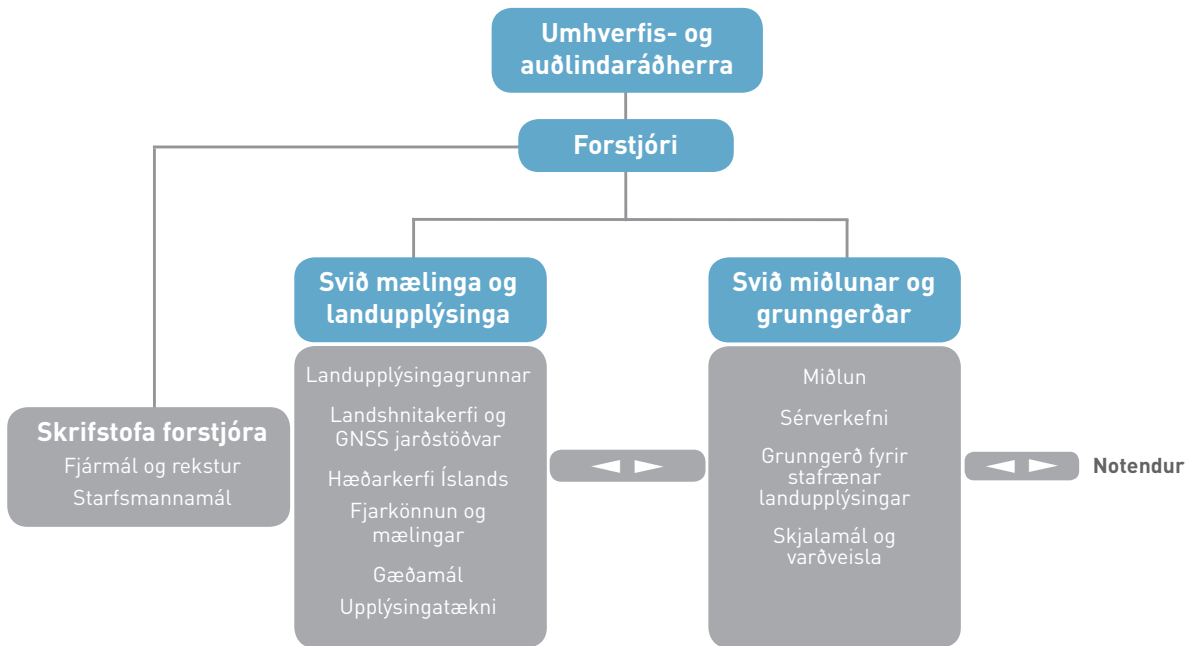 Umhverfis- og
auðlindaráðherra
Forstjóri
Skrifstofa forstjóra
Fjármál og rekstur
Starfsmannamál
Svið mælinga og
landupplýsinga
Landupplýsingagrunnar
Landshnitakerfi og
GNSS jarðstöðvar
Hæðarkerfi Íslands
Fjarkönnun og
mælingar
Gæðamál
Upplýsingatækni
Svið miðlunar og
grunngerðar
Miðlun
Sérverkefni
Grunngerð fyrir
stafrænar
landupplýsingar
Skjalamál og
varðveisla
Notendur